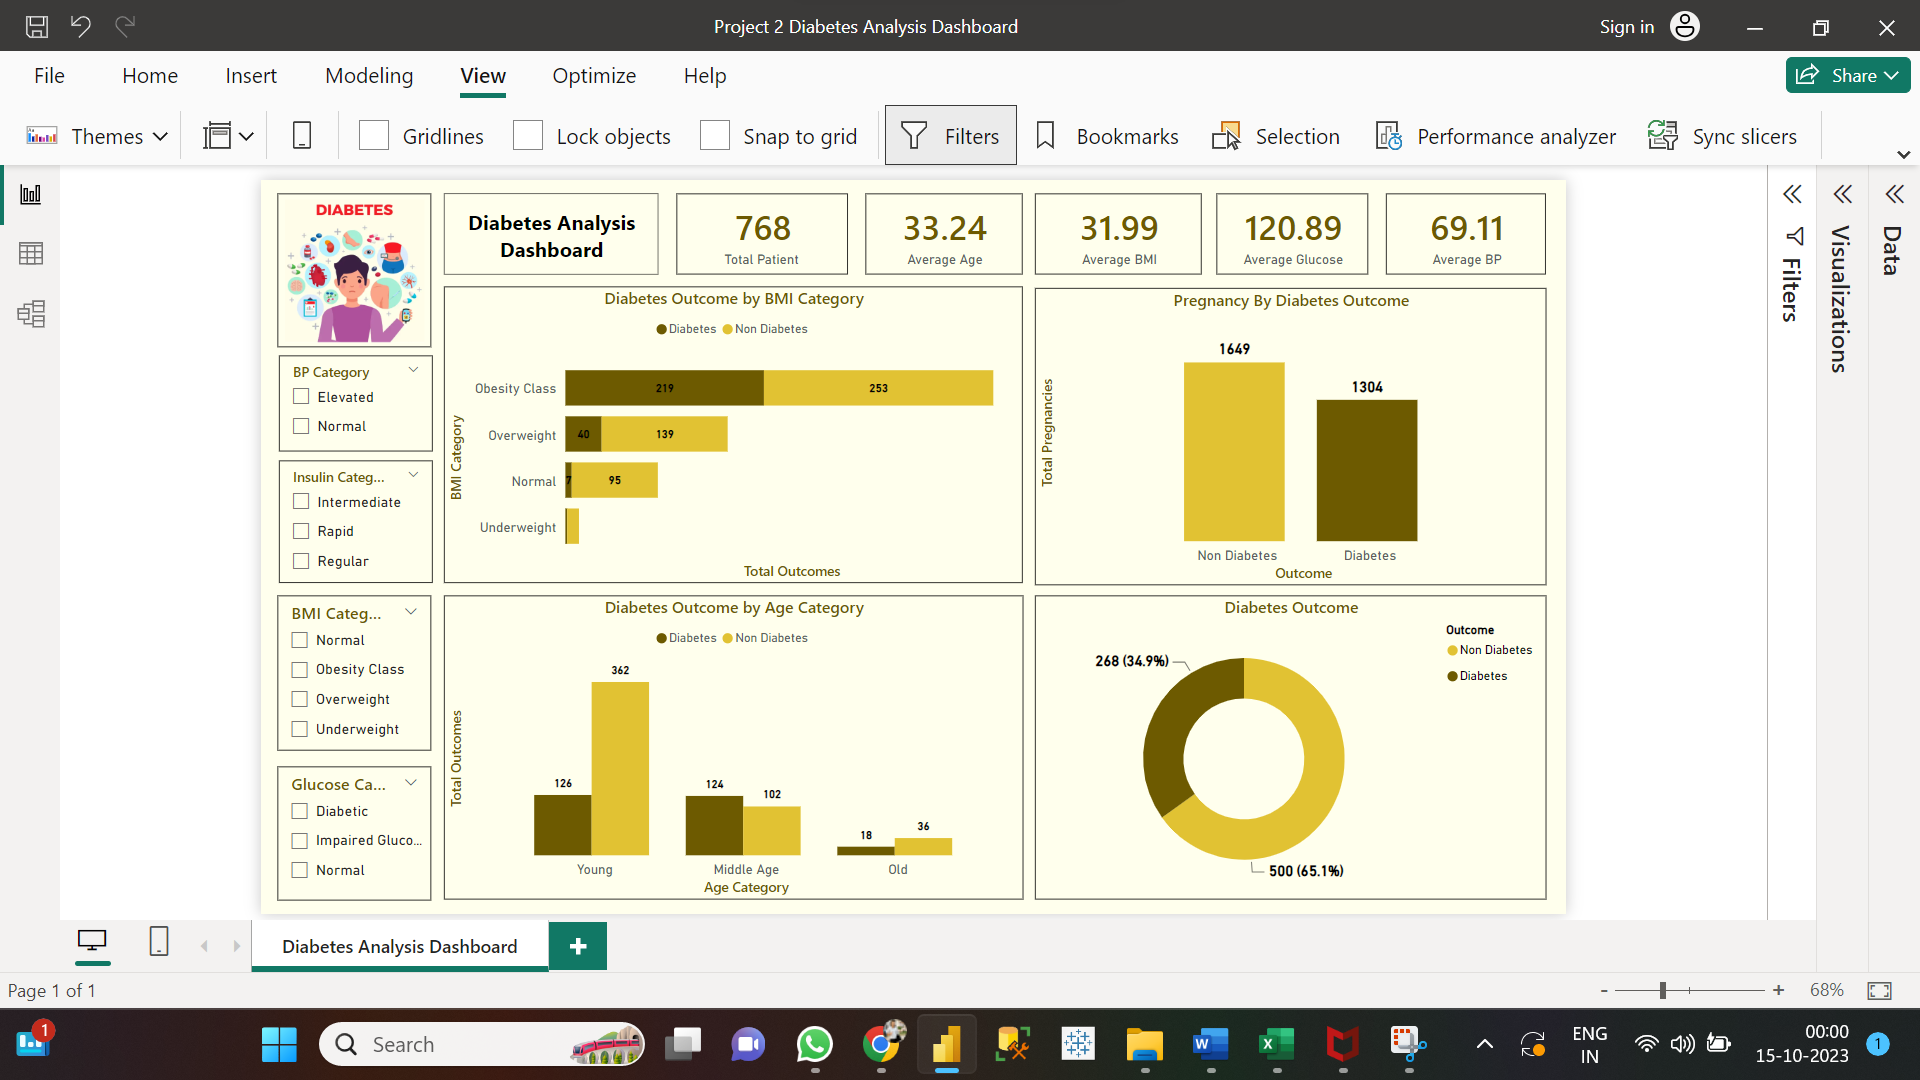 Project 2 Diabetes Analysis Dashboard
Sign in
File
Home
Insert
Modeling
View
Optimize
Help
Share
Themes
Gridlines
Lock objects
Snap to grid
Filters
Bookmarks
Selection
Performance analyzer
Sync slicers
DIABETES
Diabetes Analysis
Dashboard
768
Total Patient
33.24
Average Age
31.99
Average BMI
120.89
Average Glucose
69.11
Average BP
BP Category
Elevated
Normal
Insulin Categ...
Intermediate
Rapid
Regular
BMI Categ...
Normal
Obesity Class
Overweight
Underweight
Glucose Ca...
Diabetic
Impaired Gluco...
Normal
Diabetes Outcome by BMI Category
Diabetes
Non Diabetes
BMI Category
Obesity Class
219
253
Overweight
40
139
Normal
7
95
Underweight
Total Outcomes
Pregnancy By Diabetes Outcome
Total Pregnancies
1649
1304
Non Diabetes
Diabetes
Outcome
Diabetes Outcome by Age Category
Diabetes
Non Diabetes
Total Outcomes
126
362
124
102
18
36
Young
Middle Age
Old
Age Category
Diabetes Outcome
Outcome
Non Diabetes
Diabetes
268 (34.9%)
500 (65.1%)
Filters
Visualizations
Data
Diabetes Analysis Dashboard
+
Page 1 of 1
-
+
68%
1
Search
W
X
ENG
IN
00:00
15-10-2023
1